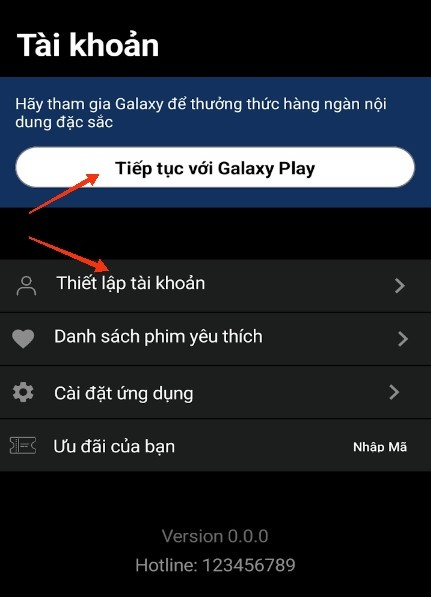 Tài khoản
Hãy tham gia Galaxy để thưởng thức hàng ngàn nội
dung đặc sắc
Tiếp tục với Galaxy Play
Thiết lập tài khoản
Danh sách phim yêu thích
Cài đặt ứng dụng
Ưu đãi của bạn Nhập Mã
Version 0.0.0
Hotline: 123456789